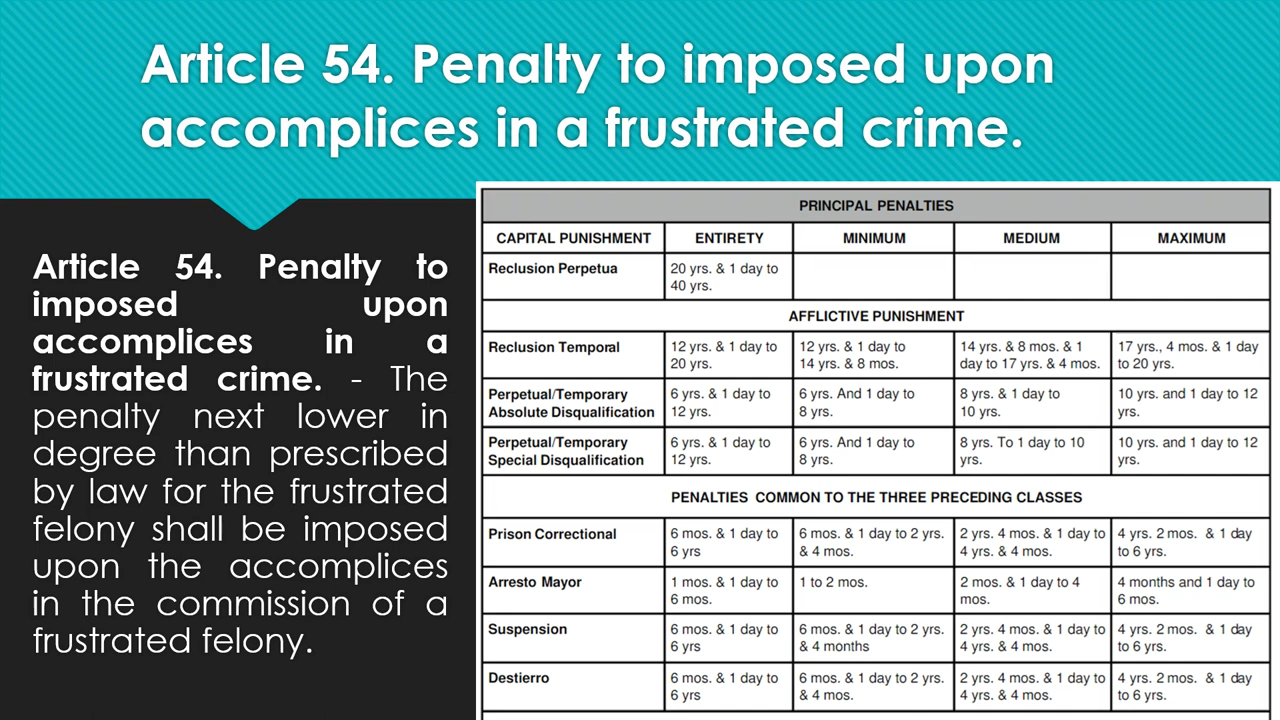 Article 54. Penalty to imposed upon
accomplices in a frustrated crime.
Article 54. Penalty to
imposed upon
accomplices in a
frustrated crime. - The
penalty next lower in
degree than prescribed
by law for the frustrated
felony shall be imposed
upon the accomplices
in the commission of a
frustrated felony.
PRINCIPAL PENALTIES
CAPITAL PUNISHMENT ENTIRETY MINIMUM MEDIUM MAXIMUM
Reclusion Perpetua 20 yrs. & 1 day to
40 yrs.
AFFLICTIVE PUNISHMENT
Reclusion Temporal 12 yrs. & 1 day to 12 yrs. & 1 day to 14 yrs. & 8 mos. & 1 17 yrs., 4 mos. & 1 day
20 yrs. 14 yrs. & 8 mos. day to 17 yrs. & 4 mos. to 20 yrs.
Perpetual/Temporary 6 yrs. & 1 day to 6 yrs. And 1 day to 8 yrs. & 1 day to 10 yrs. and 1 day to 12
Absolute Disqualification 12 yrs. 8 yrs. 10 yrs. yrs.
Perpetual/Temporary 6 yrs. & 1 day to 6 yrs. And 1 day to 8 yrs. To 1 day to 10 10 yrs. and 1 day to 12
Special Disqualification 12 yrs. 8 yrs. yrs. yrs.
PENALTIES COMMON TO THE THREE PRECEDING CLASSES
Prison Correctional 6 mos. & 1 day to 6 mos. & 1 day to 2 yrs. 2 yrs. 4 mos. & 1 day to 4 yrs. 2 mos. & 1 day
6 yrs & 4 mos. 4 yrs. & 4 mos. to 6 yrs.
Arresto Mayor 1 mos. & 1 day to 1 to 2 mos. 2 mos. & 1 day to 4 4 months and 1 day to
6 mos. mos. 6 mos.
Suspension 6 mos. & 1 day to 6 mos. & 1 day to 2 yrs. 2 yrs. 4 mos. & 1 day to 4 yrs. 2 mos. & 1 day
6 yrs & 4 months 4 yrs. & 4 mos. to 6 yrs.
Destierro 6 mos. & 1 day to 6 mos. & 1 day to 2 yrs. 2 yrs. 4 mos. & 1 day to 4 yrs. 2 mos. & 1 day
6 yrs & 4 mos. 4 yrs. & 4 mos. to 6 yrs.